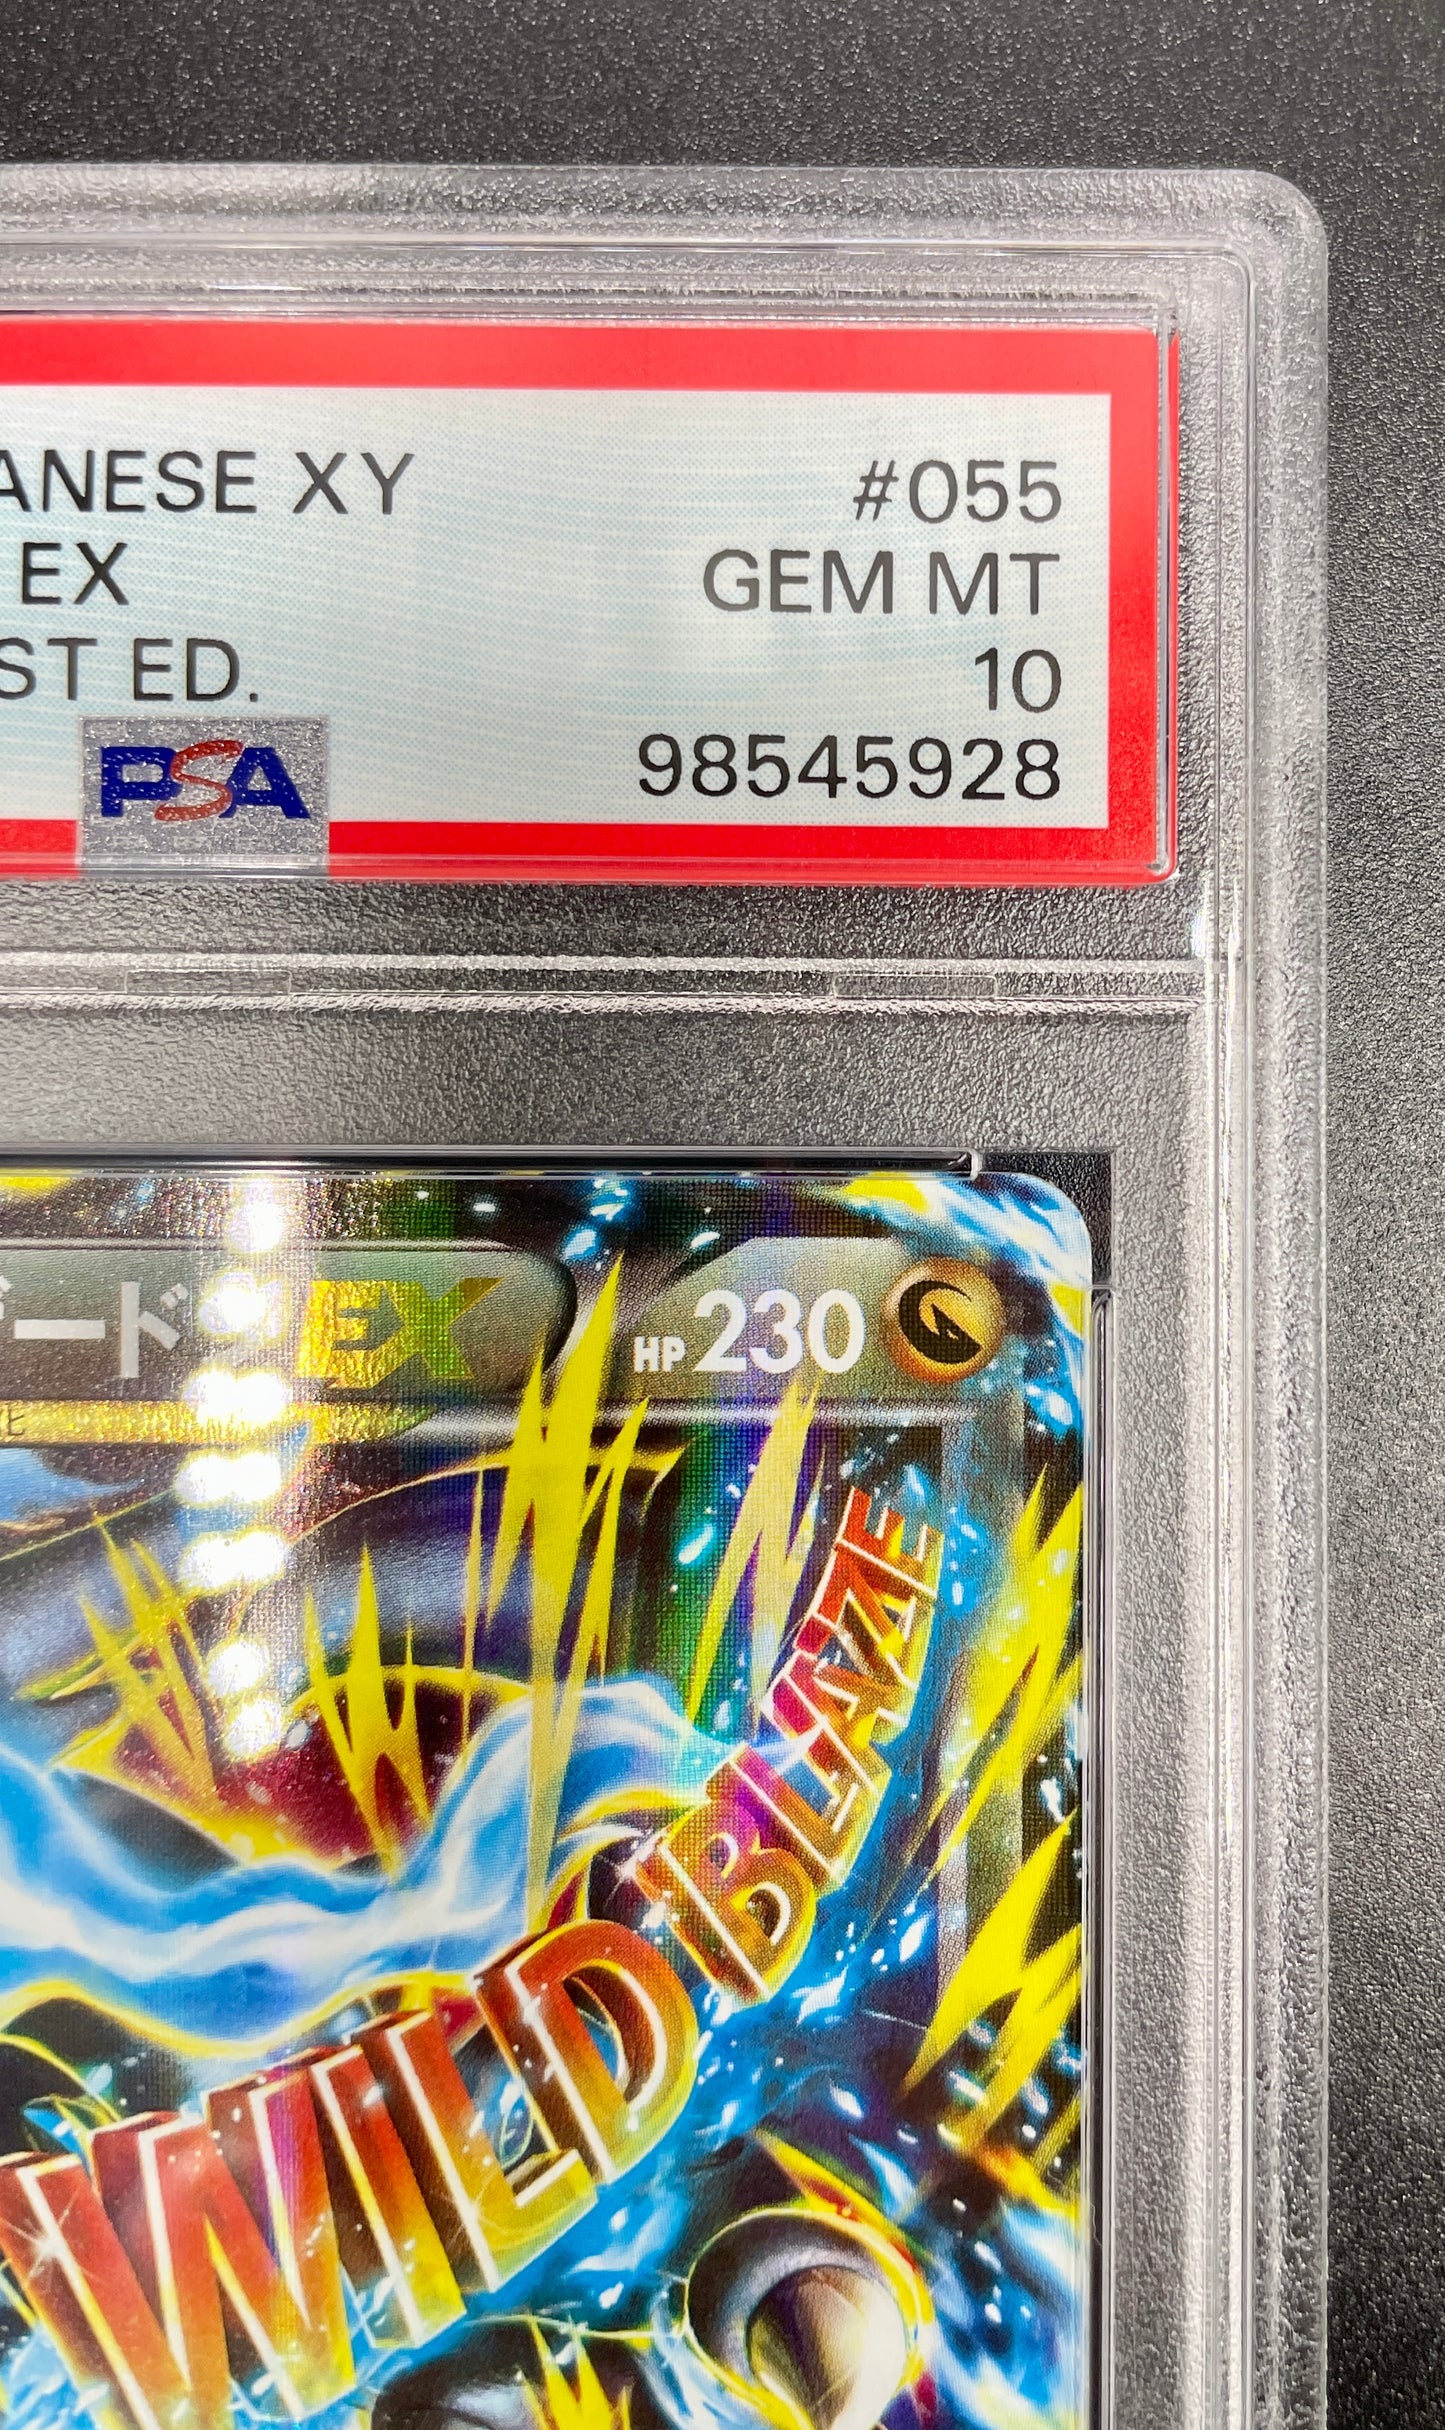 ANESE XY #055
EX GEM MT
ST ED. 10
98545928
PSA
ード EX HP 230
E
WILD BLAZE